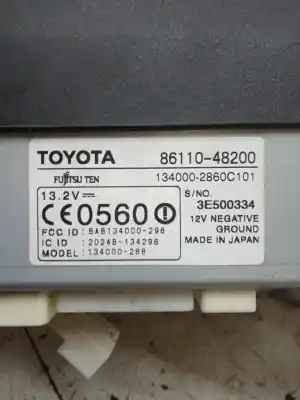 TOYOTA 86110-48200
FUJITSU TEN 134000-2860C101
13.2V S/NO.
CE0560 3E500334
12V NEGATIVE
GROUND
FCC ID : BAB134000-296
IC ID : 2024B-134296
MADE IN JAPAN
MODEL : 134000-288